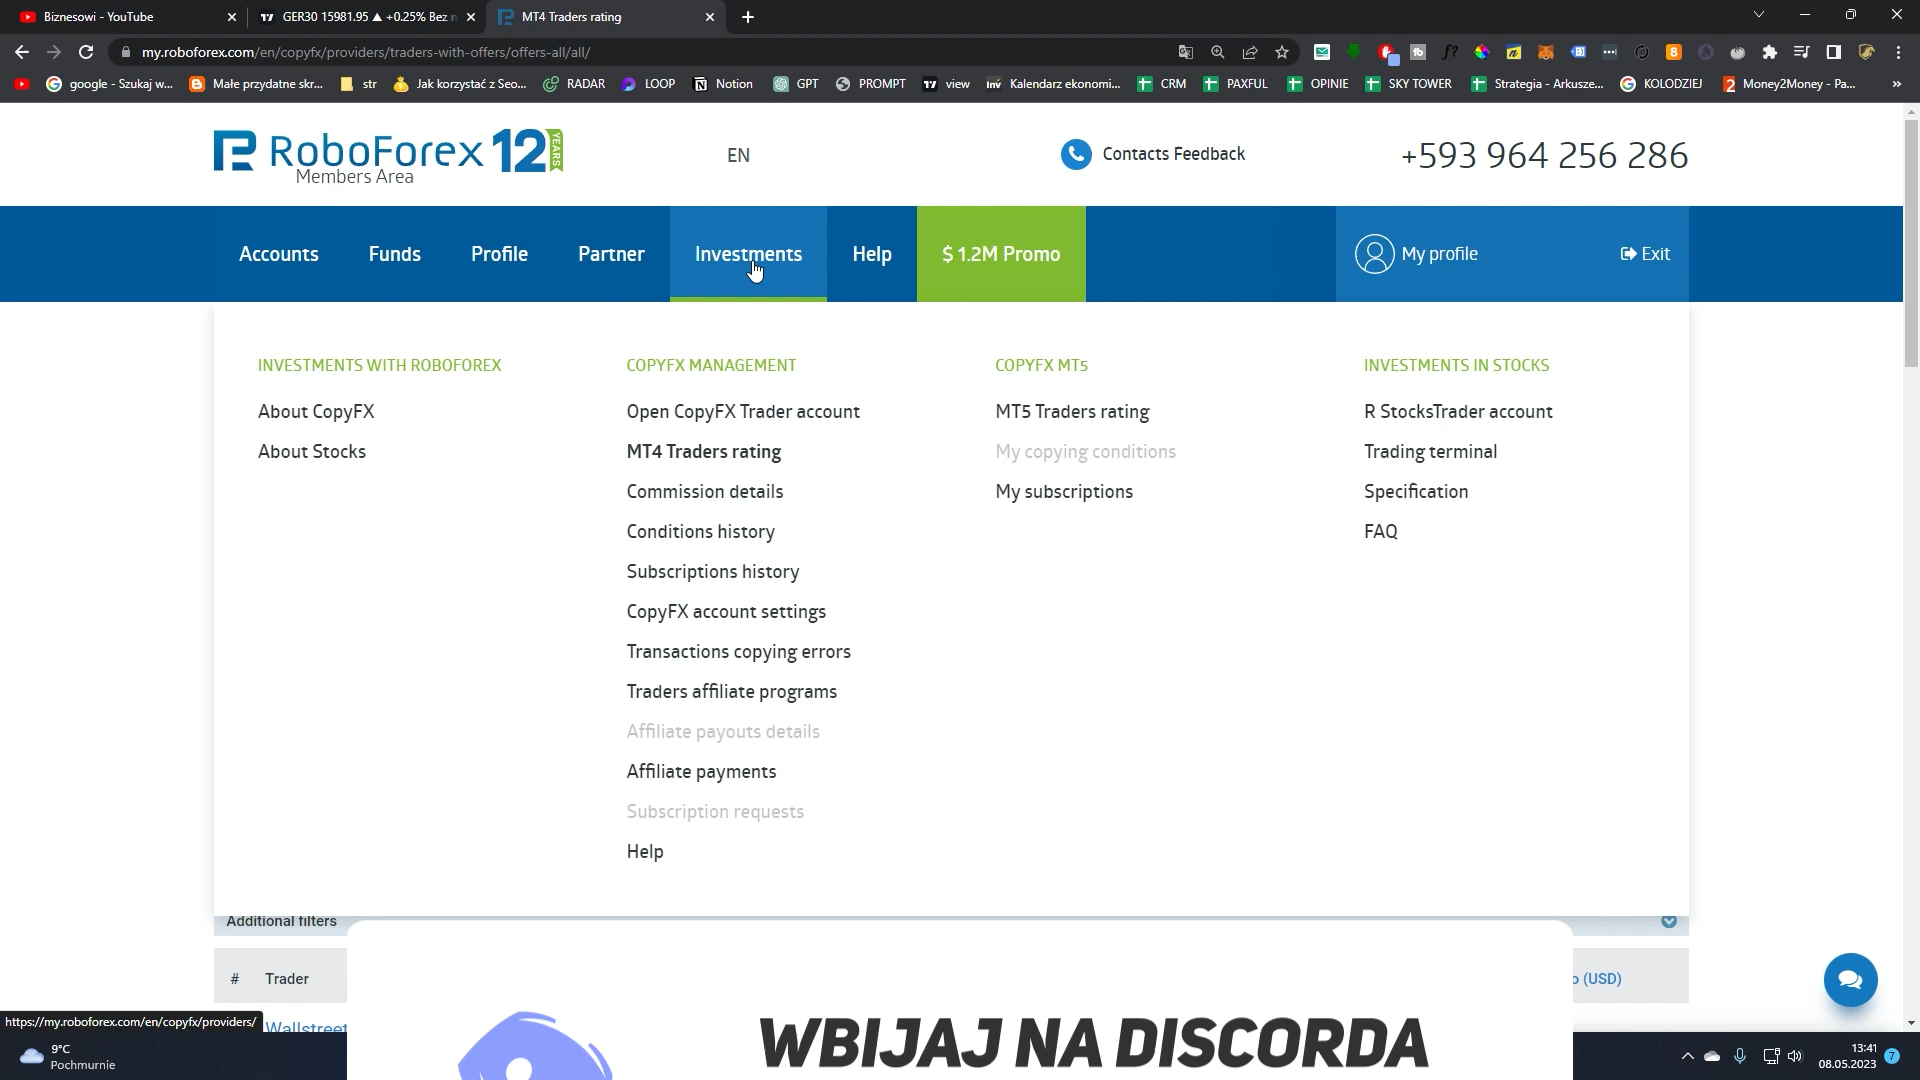 Biznesowi - YouTube
GER30 15981.95 ▲ +0.25% Bez n
MT4 Traders rating
my.roboforex.com/en/copyfx/providers/traders-with-offers/offers-all/all/
google - Szukaj w...
Małe przydatne skr...
str
Jak korzystać z Seo...
RADAR
LOOP
Notion
GPT
PROMPT
view
Kalendarz ekonomi...
CRM
PAXFUL
OPINIE
SKY TOWER
Strategia - Arkusze...
KOLODZIEJ
Money2Money - Pa...
RoboForex 12 YEARS
Members Area
EN
Contacts Feedback
+593 964 256 286
Accounts
Funds
Profile
Partner
Investments
Help
$ 1.2M Promo
My profile
Exit
INVESTMENTS WITH ROBOFOREX
About CopyFX
About Stocks
COPYFX MANAGEMENT
Open CopyFX Trader account
MT4 Traders rating
Commission details
Conditions history
Subscriptions history
CopyFX account settings
Transactions copying errors
Traders affiliate programs
Affiliate payouts details
Affiliate payments
Subscription requests
Help
COPYFX MT5
MT5 Traders rating
My copying conditions
My subscriptions
INVESTMENTS IN STOCKS
R StocksTrader account
Trading terminal
Specification
FAQ
Additional filters
# Trader
o (USD)
https://my.roboforex.com/en/copyfx/providers/
Wallstreet
WBIJAJ NA DISCORDA
9°C
Pochmurnie
13:41
08.05.2023
7